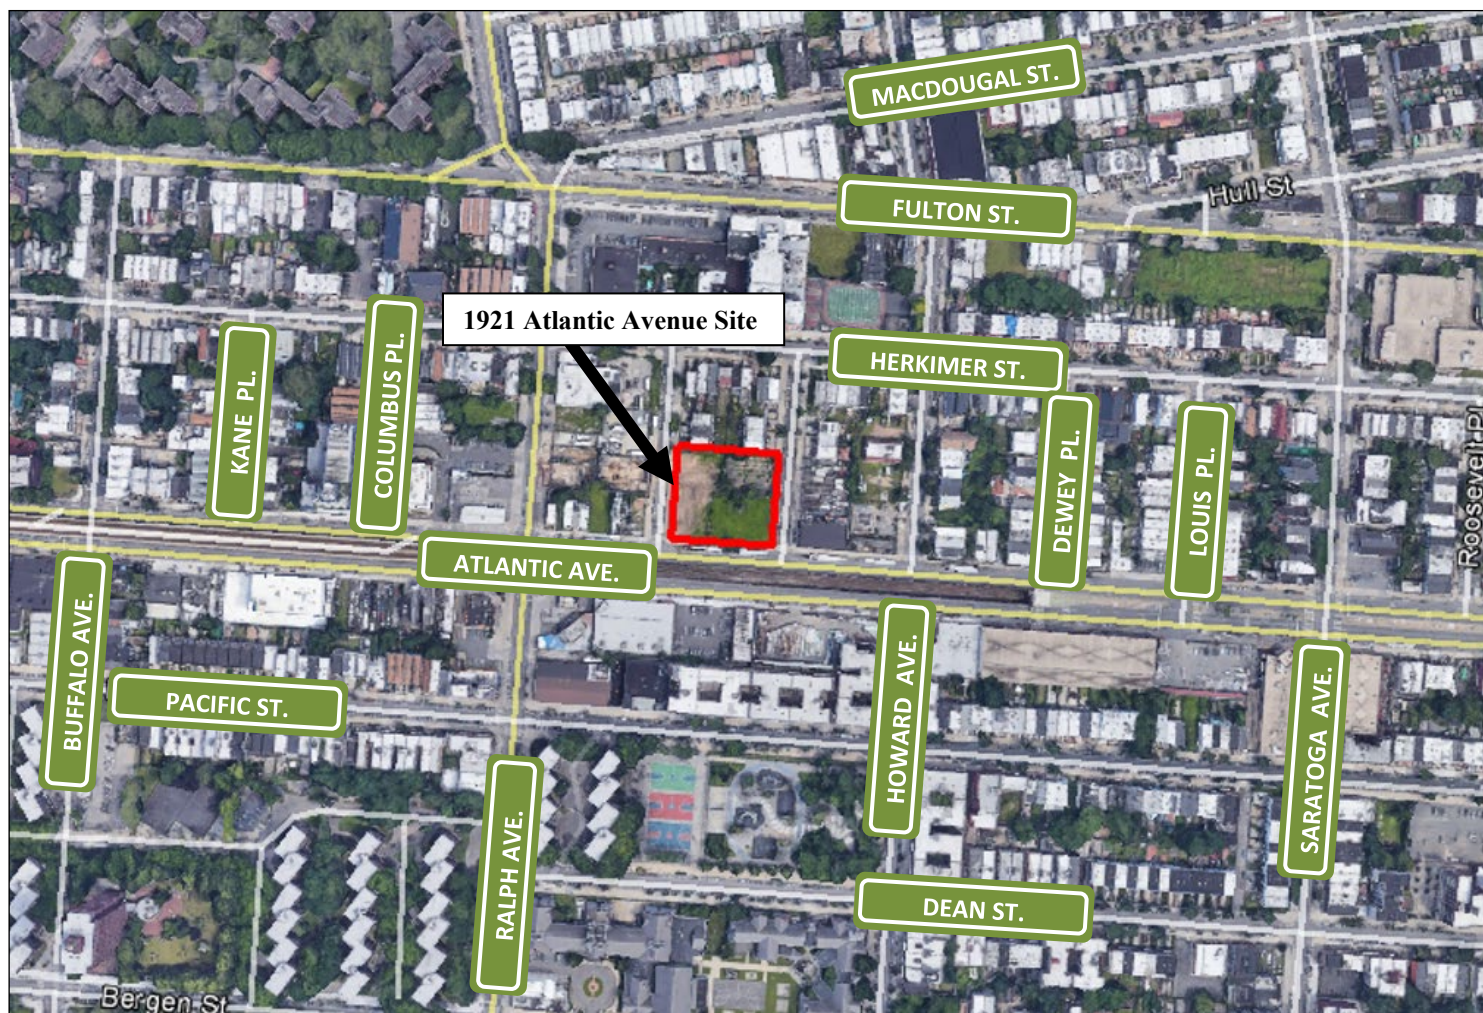 MACDOUGAL ST.
Hull St
FULTON ST.
1921 Atlantic Avenue Site
HERKIMER ST.
KANE PL.
COLUMBUS PL.
DEWEY PL.
LOUIS PL.
Roosevelt Pl
ATLANTIC AVE.
BUFFALO AVE.
PACIFIC ST.
HOWARD AVE.
SARATOGA AVE.
RALPH AVE.
DEAN ST.
Bergen St